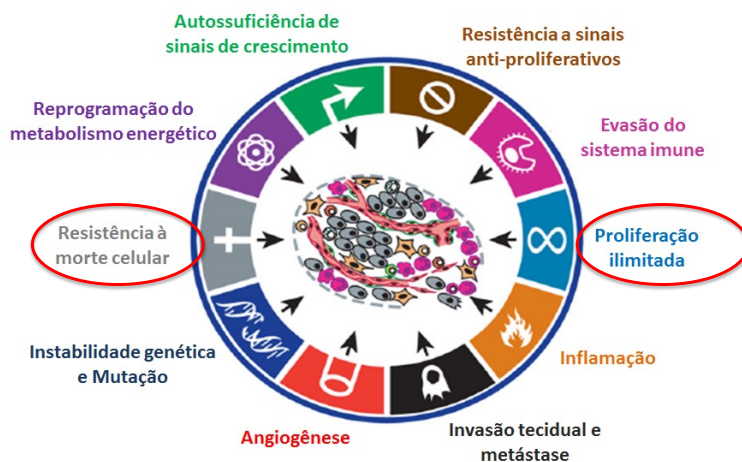 Autossuficiência de
sinais de crescimento
Resistência a sinais
anti-proliferativos
Reprogramação do
metabolismo energético
Evasão do
sistema imune
Resistência à
morte celular
Proliferação
ilimitada
Instabilidade genética
e Mutação
Inflamação
Angiogênese
Invasão tecidual e
metástase